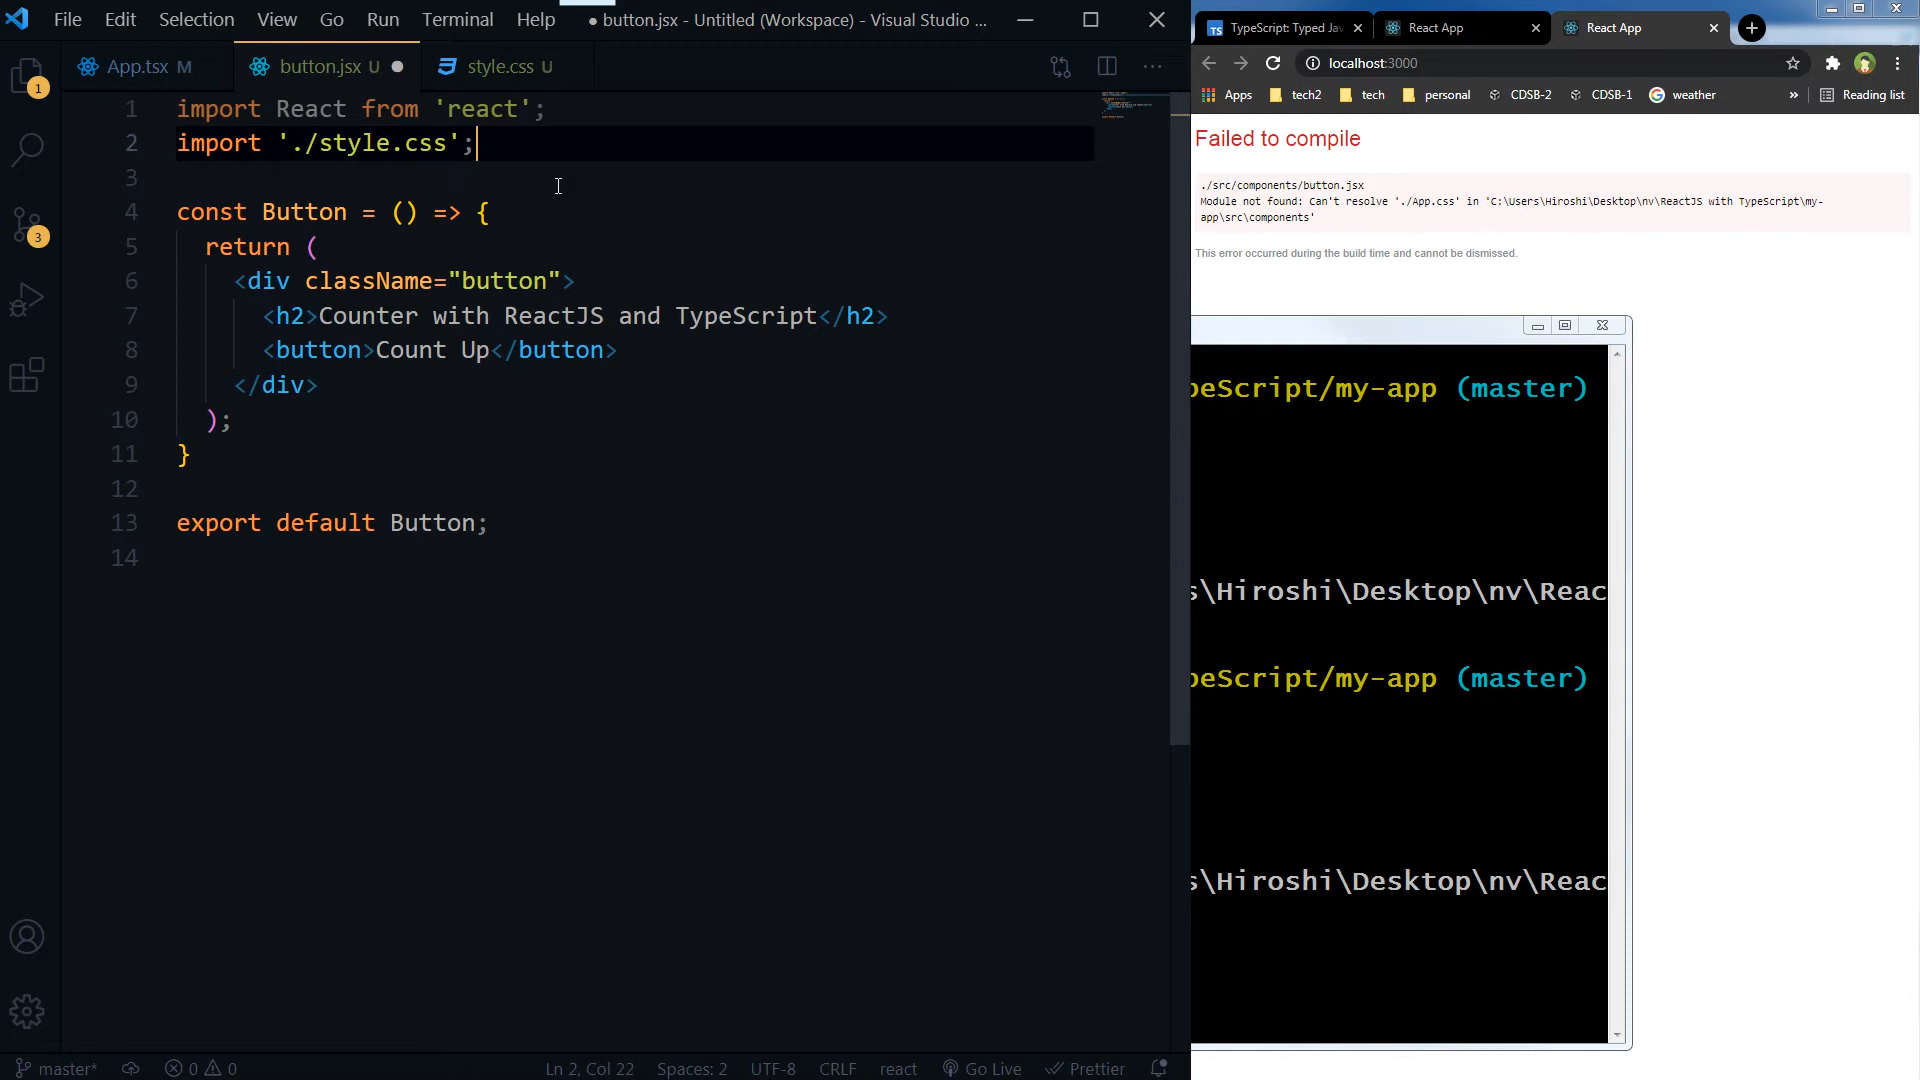 File Edit Selection View Go Run Terminal Help ● button.jsx - Untitled (Workspace) - Visual Studio ...
App.tsx M button.jsx U style.css U
1 import React from 'react';
2 import './style.css';
3
4 const Button = () => {
5 return (
6 <div className="button">
7 <h2>Counter with ReactJS and TypeScript</h2>
8 <button>Count Up</button>
9 </div>
10 );
11 }
12
13 export default Button;
14
1
3
master* 0 0 Ln 2, Col 22 Spaces: 2 UTF-8 CRLF react Go Live Prettier
TS TypeScript: Typed Jav React App React App
localhost:3000
Apps tech2 tech personal CDSB-2 CDSB-1 weather » Reading list
Failed to compile
./src/components/button.jsx
Module not found: Can't resolve './App.css' in 'C:\Users\Hiroshi\Desktop\nv\ReactJS with TypeScript\my-
app\src\components'
This error occurred during the build time and cannot be dismissed.
peScript/my-app (master)
s\Hiroshi\Desktop\nv\Reac
peScript/my-app (master)
s\Hiroshi\Desktop\nv\Reac